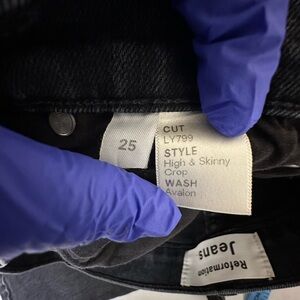 25
CUT
LY799
STYLE
High & Skinny
Crop
WASH
Avalon
Reformation
Jeans